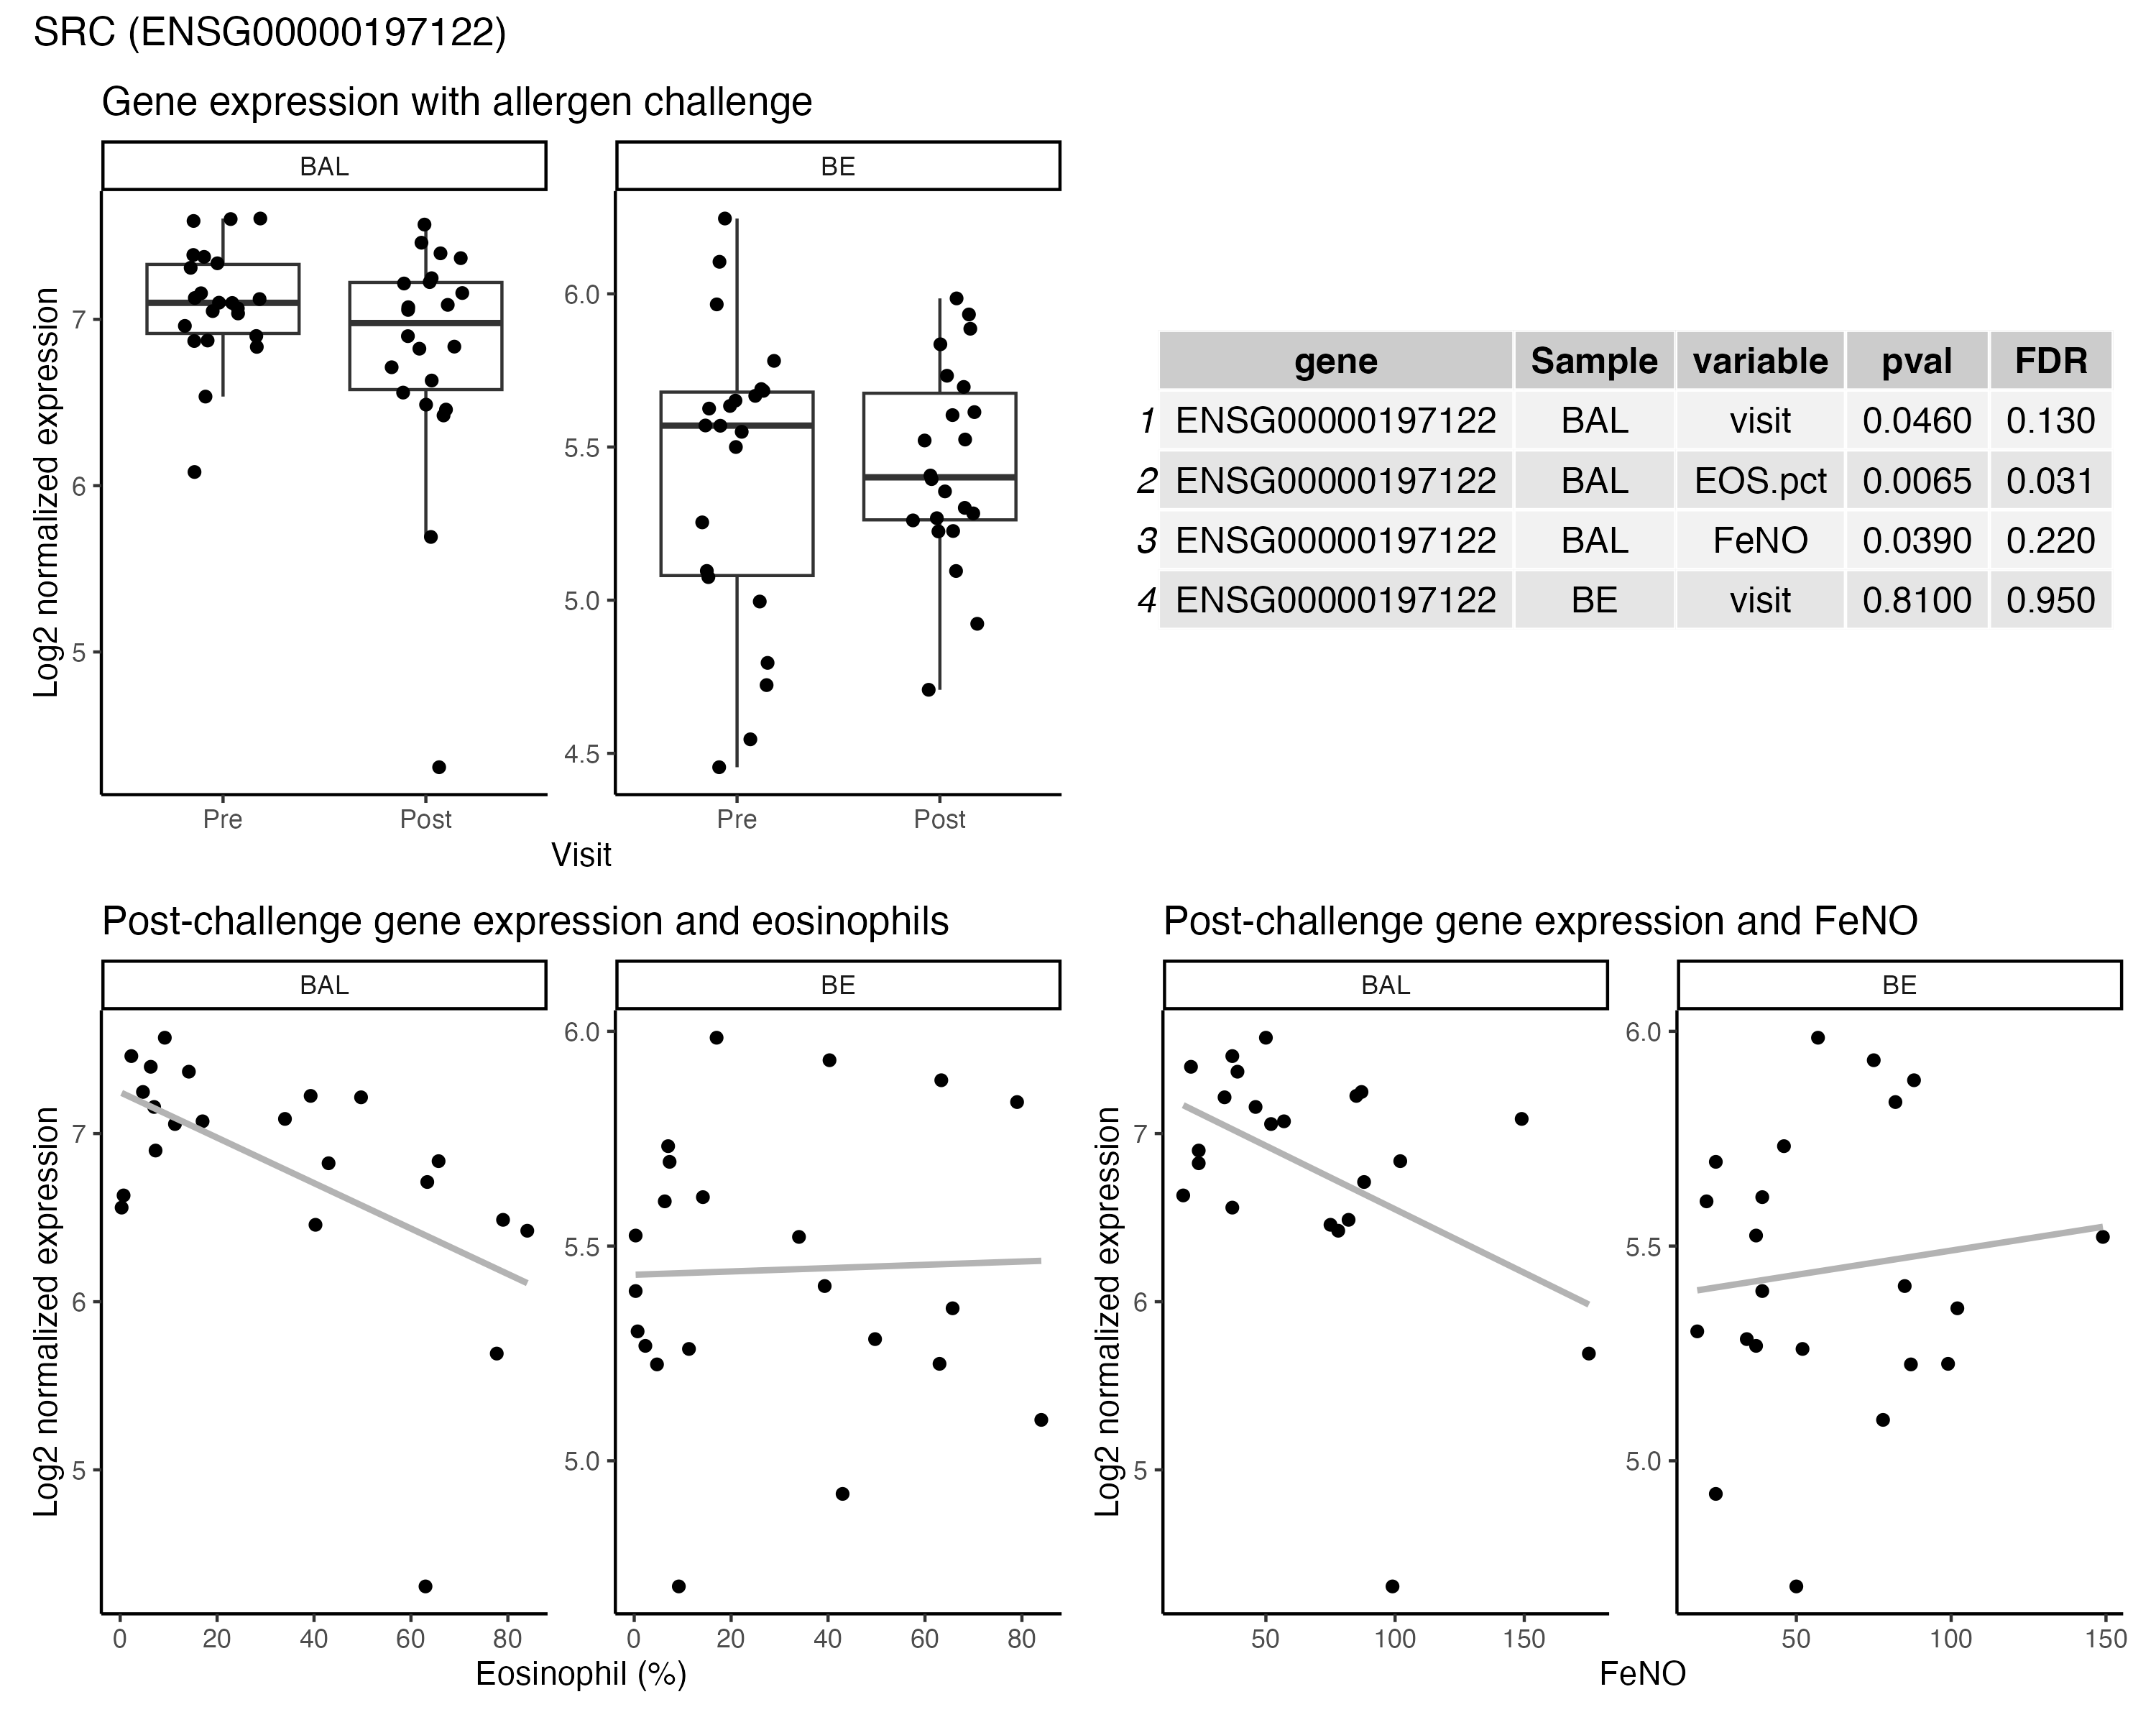 SRC (ENSG00000197122)
Gene expression with allergen challenge
BAL
BE
Log2 normalized expression
7
6
5
6.0
5.5
5.0
4.5
Pre
Post
Pre
Post
Visit
gene Sample variable pval FDR
1 ENSG00000197122 BAL visit 0.0460 0.130
2 ENSG00000197122 BAL EOS.pct 0.0065 0.031
3 ENSG00000197122 BAL FeNO 0.0390 0.220
4 ENSG00000197122 BE visit 0.8100 0.950
Post-challenge gene expression and eosinophils
BAL
BE
Log2 normalized expression
7
6
5
6.0
5.5
5.0
0 20 40 60 80
0 20 40 60 80
Eosinophil (%)
Post-challenge gene expression and FeNO
BAL
BE
Log2 normalized expression
7
6
5
6.0
5.5
5.0
50 100 150
50 100 150
FeNO